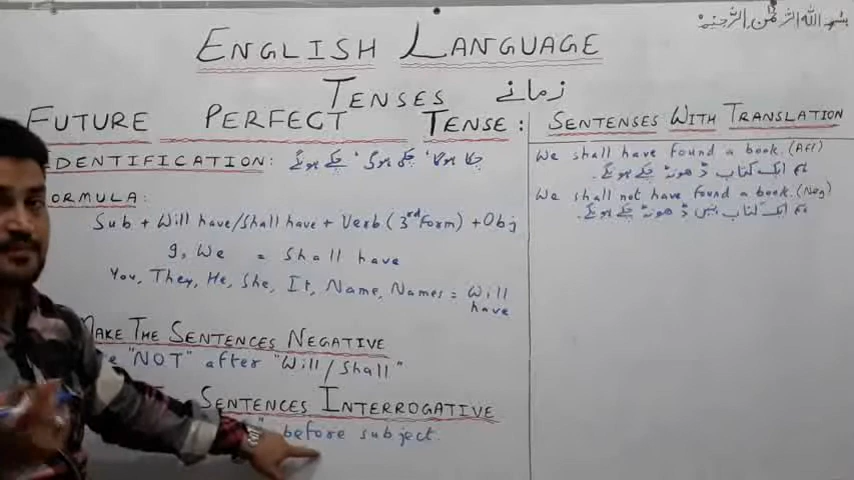 بسم اللہ الرحمٰن الرحیم
ENGLISH LANGUAGE
TENSES زمانے
FUTURE PERFECT TENSE:
IDENTIFICATION: چکا ہوگا، چکی ہوگی، چکے ہونگے
ORMULA:
Sub + Will have/Shall have + Verb (3rd form) + Obj
I, We = Shall have
You, They, He, She, It, Name, Names = Will have
MAKE THE SENTENCES NEGATIVE
"NOT" after "Will/Shall"
SENTENCES INTERROGATIVE
" before subject
SENTENSES WITH TRANSLATION
We shall have found a book. (Aff)
ہم ایک کتاب ڈھونڈ چکے ہونگے۔
We shall not have found a book. (Neg)
ہم ایک کتاب نہیں ڈھونڈ چکے ہونگے۔